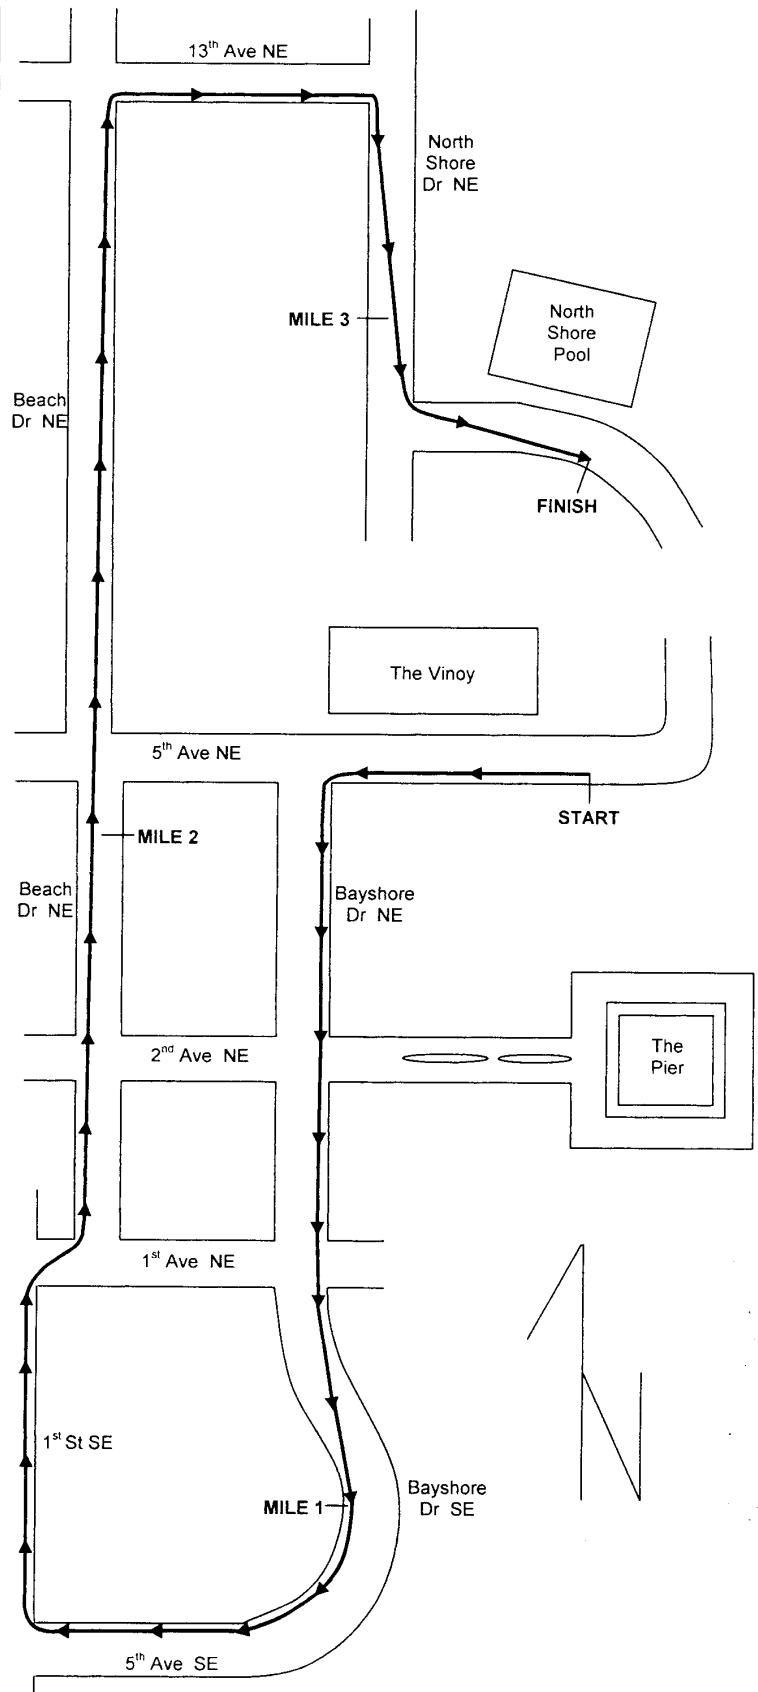 13th Ave NE
North
Shore
Dr NE
North
Shore
Pool
MILE 3
Beach
Dr NE
FINISH
The Vinoy
5th Ave NE
START
MILE 2
Beach
Dr NE
Bayshore
Dr NE
2nd Ave NE
The
Pier
1st Ave NE
1st St SE
N
Bayshore
Dr SE
MILE 1
5th Ave SE